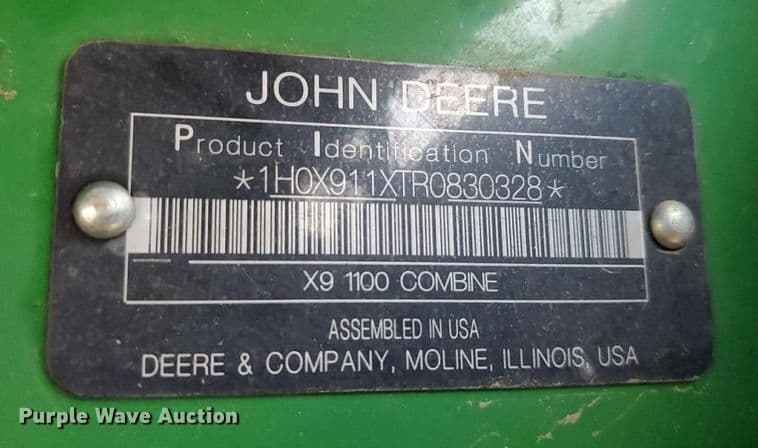 JOHN DEERE
Product Identification Number
*1H0X911XTR0830328*
X9 1100 COMBINE
ASSEMBLED IN USA
DEERE & COMPANY, MOLINE, ILLINOIS, USA
Purple Wave Auction